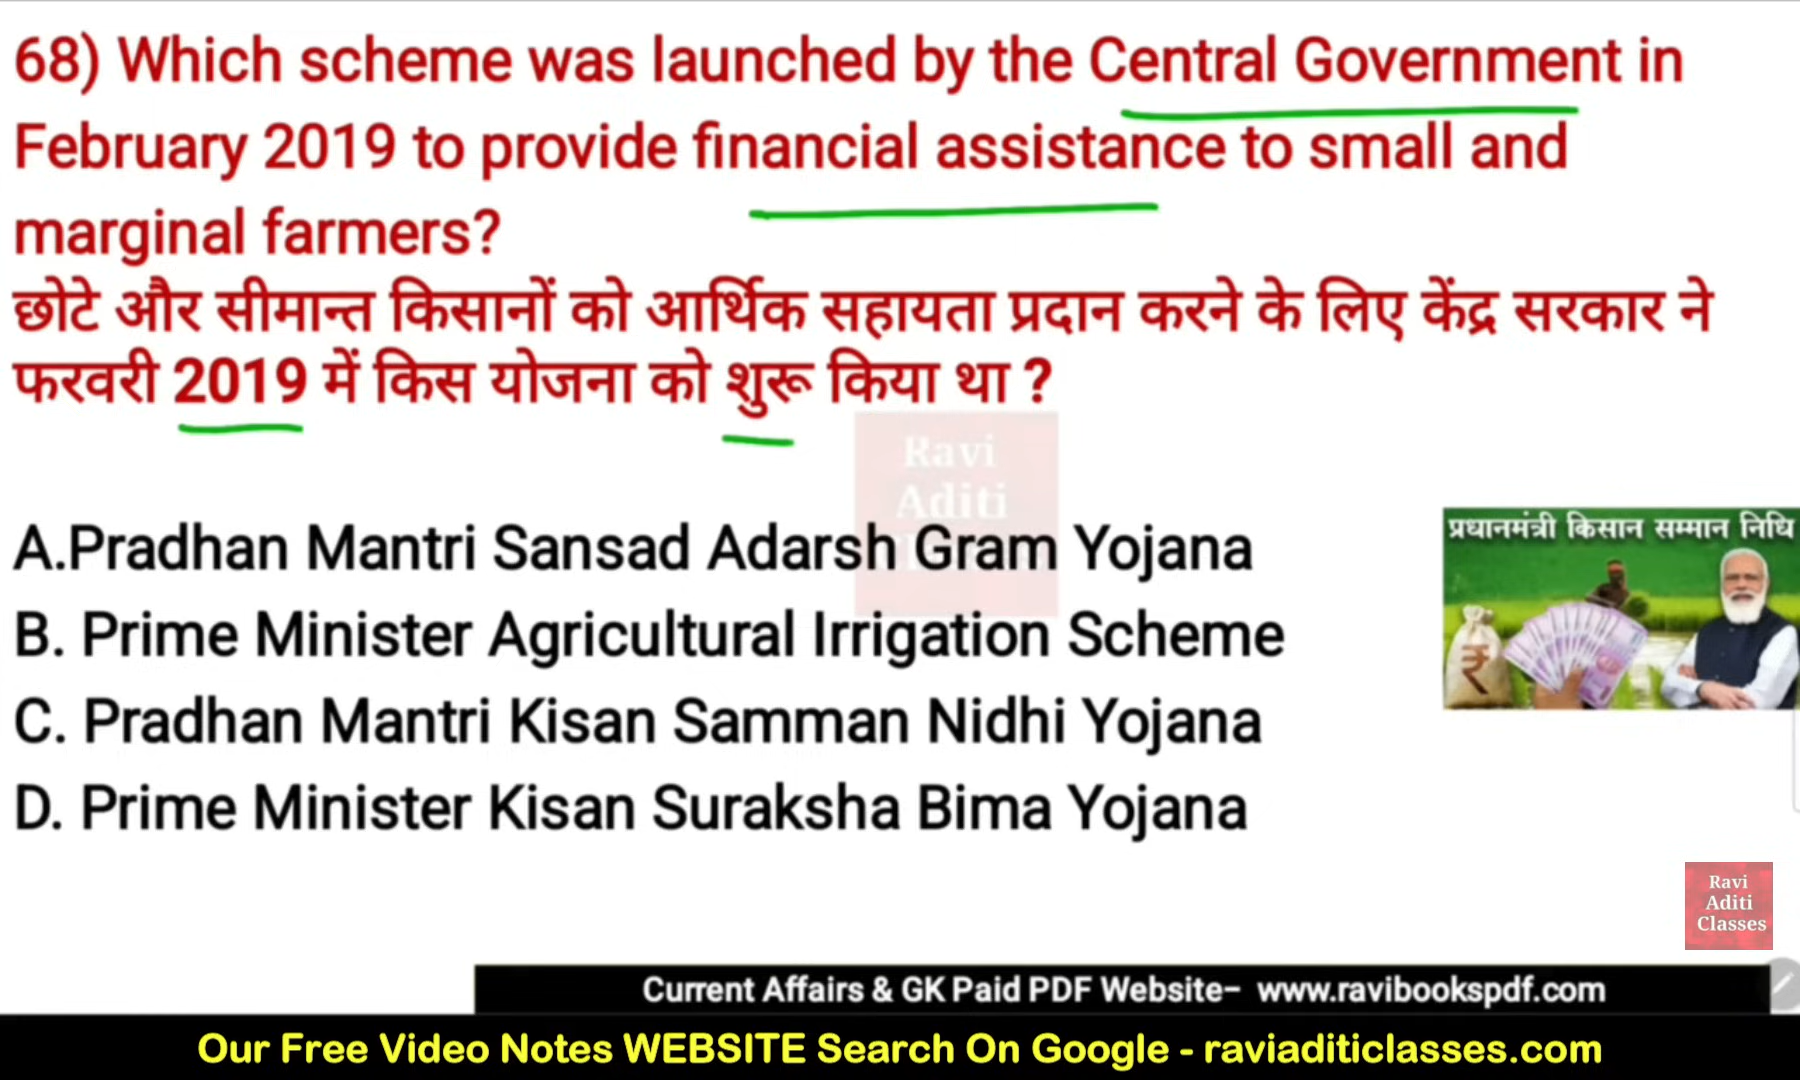 68) Which scheme was launched by the Central Government in
February 2019 to provide financial assistance to small and
marginal farmers?
छोटे और सीमान्त किसानों को आर्थिक सहायता प्रदान करने के लिए केंद्र सरकार ने
फरवरी 2019 में किस योजना को शुरू किया था ?
Ravi
Aditi
A.Pradhan Mantri Sansad Adarsh Gram Yojana
प्रधानमंत्री किसान सम्मान निधि
B. Prime Minister Agricultural Irrigation Scheme
C. Pradhan Mantri Kisan Samman Nidhi Yojana
D. Prime Minister Kisan Suraksha Bima Yojana
Ravi
Aditi
Classes
Current Affairs & GK Paid PDF Website– www.ravibookspdf.com
Our Free Video Notes WEBSITE Search On Google - raviaditiclasses.com